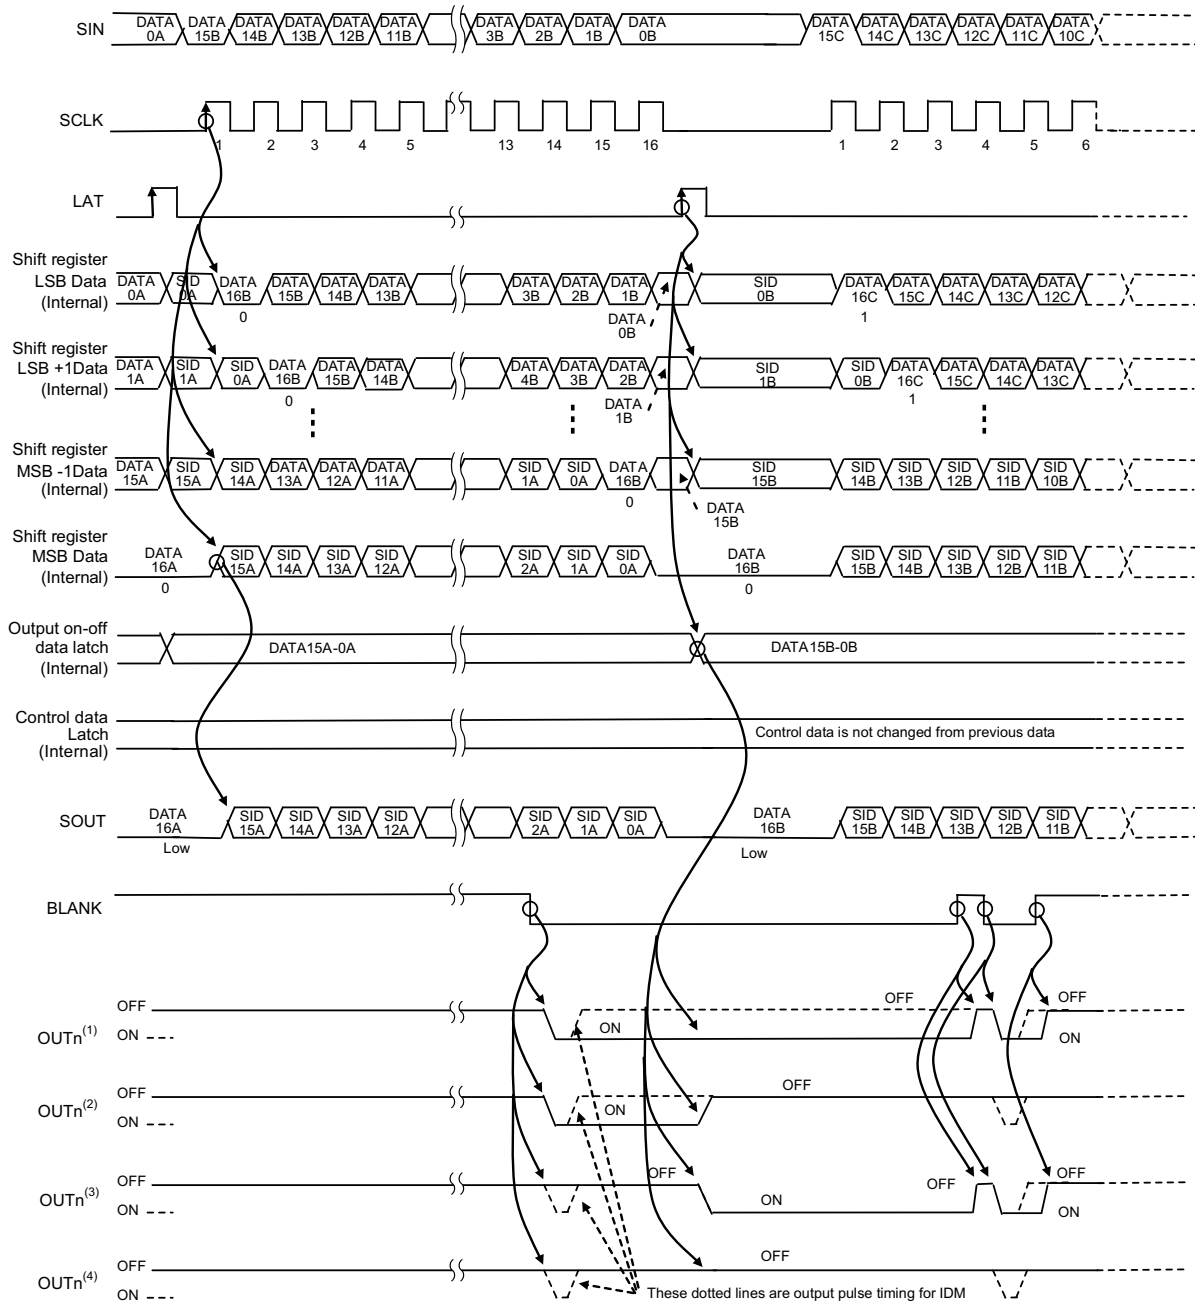 SIN
DATA 0A DATA 15B DATA 14B DATA 13B DATA 12B DATA 11B DATA 3B DATA 2B DATA 1B DATA 0B DATA 15C DATA 14C DATA 13C DATA 12C DATA 11C DATA 10C
SCLK
1 2 3 4 5 13 14 15 16 1 2 3 4 5 6
LAT
Shift register
LSB Data
(Internal)
DATA 0A SID 0A DATA 16B DATA 15B DATA 14B DATA 13B DATA 3B DATA 2B DATA 1B SID 0B DATA 16C DATA 15C DATA 14C DATA 13C DATA 12C
0 DATA 0B 1
Shift register
LSB +1Data
(Internal)
DATA 1A SID 1A SID 0A DATA 16B DATA 15B DATA 14B DATA 4B DATA 3B DATA 2B SID 1B SID 0B DATA 16C DATA 15C DATA 14C DATA 13C
0 DATA 1B 1
Shift register
MSB -1Data
(Internal)
DATA 15A SID 15A SID 14A DATA 13A DATA 12A DATA 11A SID 1A SID 0A DATA 16B SID 15B SID 14B SID 13B SID 12B SID 11B SID 10B
0 DATA 15B
Shift register
MSB Data
(Internal)
DATA 16A SID 15A SID 14A SID 13A SID 12A SID 2A SID 1A SID 0A DATA 16B SID 15B SID 14B SID 13B SID 12B SID 11B
0 0
Output on-off
data latch
(Internal)
DATA15A-0A DATA15B-0B
Control data
Latch
(Internal)
Control data is not changed from previous data
SOUT
DATA 16A SID 15A SID 14A SID 13A SID 12A SID 2A SID 1A SID 0A DATA 16B SID 15B SID 14B SID 13B SID 12B SID 11B
Low Low
BLANK
OFF OFF OFF
OUTn(1)
ON ON ON
OFF OFF
OUTn(2)
ON ON
OFF OFF OFF OFF
OUTn(3)
ON ON ON
OFF OFF
OUTn(4)
ON These dotted lines are output pulse timing for IDM